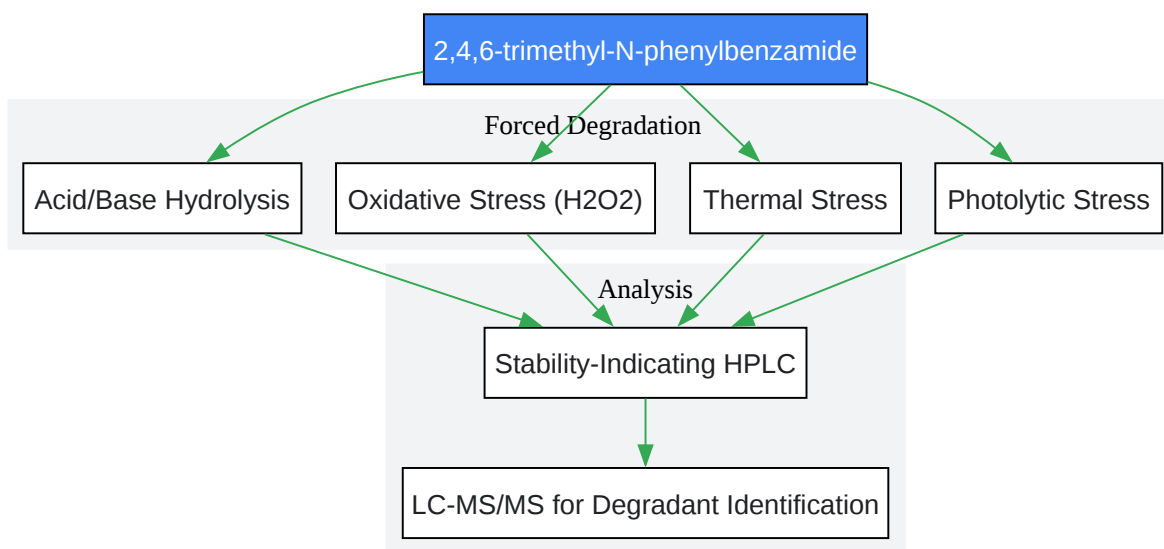 2,4,6-trimethyl-N-phenylbenzamide
Forced Degradation
Acid/Base Hydrolysis
Oxidative Stress (H2O2)
Thermal Stress
Photolytic Stress
Analysis
Stability-Indicating HPLC
LC-MS/MS for Degradant Identification